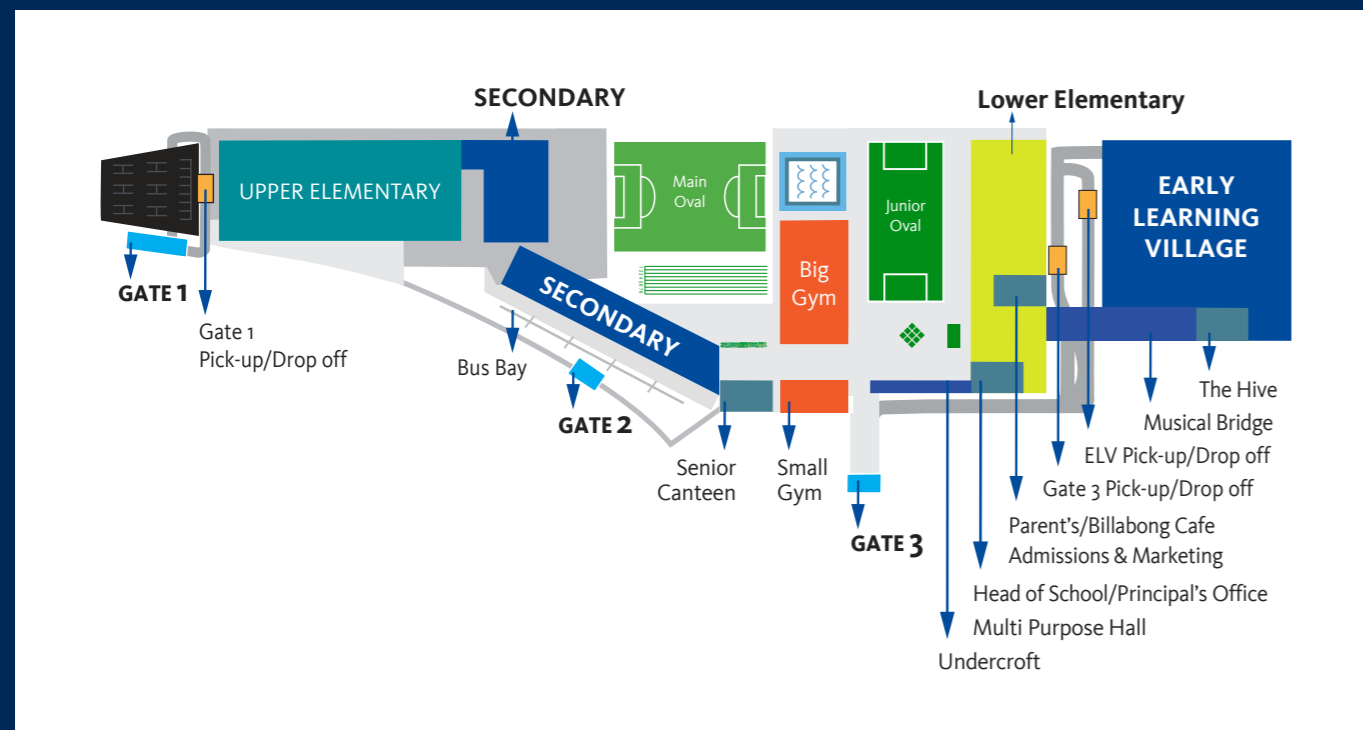 SECONDARY
Lower Elementary
UPPER ELEMENTARY
Main
Oval
Junior
Oval
EARLY
LEARNING
VILLAGE
Big
Gym
SECONDARY
GATE 1
Gate 1
Pick-up/Drop off
Bus Bay
GATE 2
Senior
Canteen
Small
Gym
GATE 3
The Hive
Musical Bridge
ELV Pick-up/Drop off
Gate 3 Pick-up/Drop off
Parent's/Billabong Cafe
Admissions & Marketing
Head of School/Principal's Office
Multi Purpose Hall
Undercroft